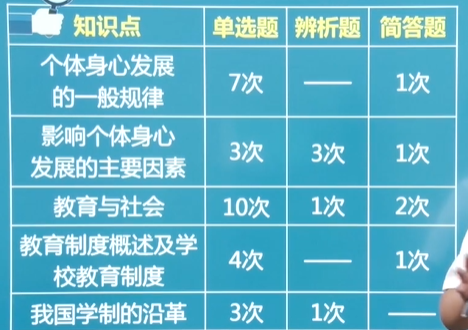 知识点 单选题 辨析题 简答题
个体身心发展
的一般规律 7次 —— 1次
影响个体身心
发展的主要因素 3次 3次 1次
教育与社会 10次 1次 2次
教育制度概述及学
校教育制度 4次 —— 1次
我国学制的沿革 3次 1次 ——